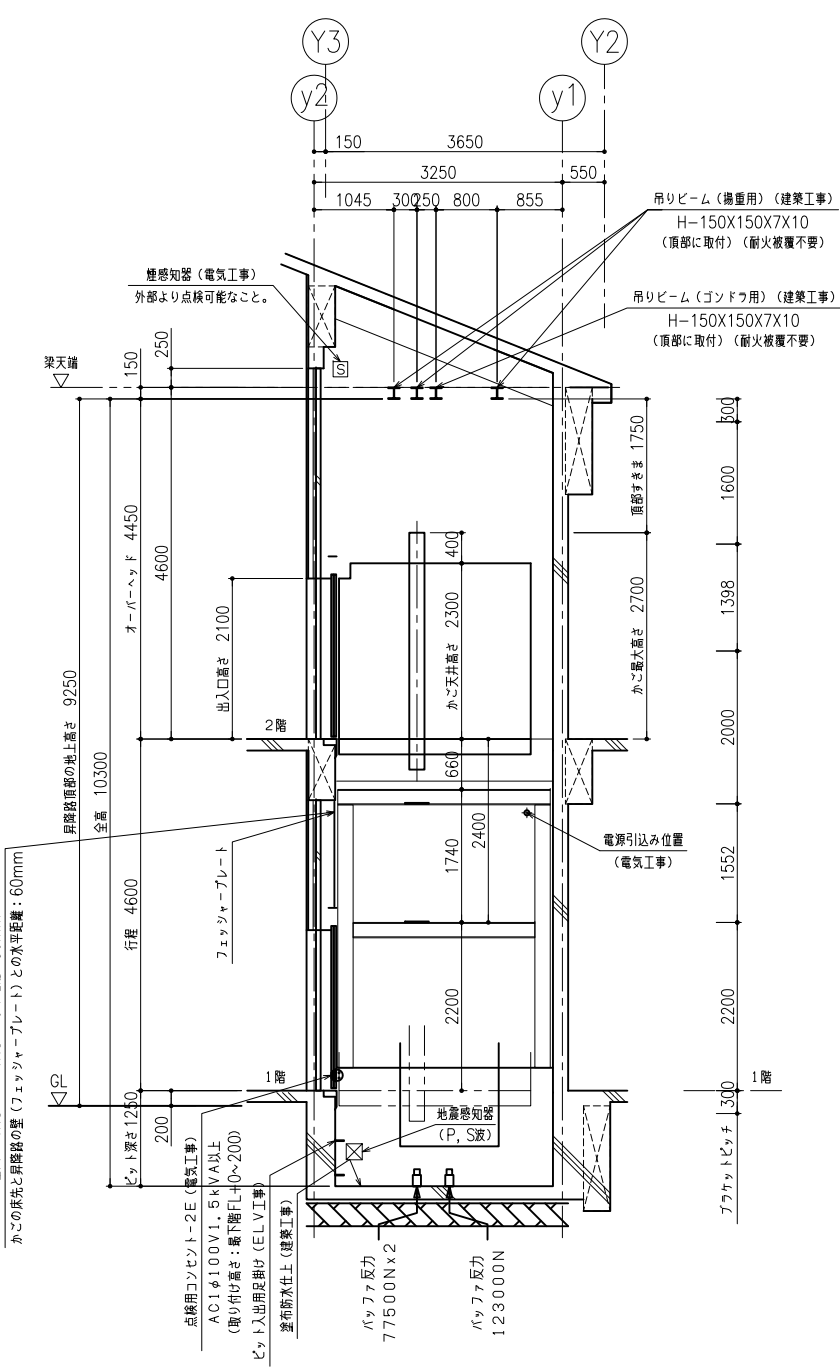 Y3
Y2
y2
y1
150
3650
3250
550
1045
300
250
800
855
吊りビーム（揚重用）（建築工事）
H-150X150X7X10
（頂部に取付）（耐火被覆不要）
煙感知器（電気工事）
外部より点検可能なこと。
吊りビーム（ゴンドラ用）（建築工事）
H-150X150X7X10
（頂部に取付）（耐火被覆不要）
S
梁天端
150
250
300
頂部すきま 1750
1600
オーバーヘッド 4450
4600
400
出入口高さ 2100
かご天井高さ 2300
かご最大高さ 2700
1398
昇降路頂部の地上高さ 9250
全高 10300
2階
660
2000
フェッシャープレート
1740
2400
電源引込み位置
（電気工事）
1552
かごの床先と昇降路の壁（フェッシャープレート）との水平距離：60mm
行程 4600
2200
2200
GL
1階
1階
ピット深さ 1250
200
300
ブラケットピッチ
地震感知器
（P，S波）
点検用コンセント-2E（電気工事）
AC1φ100V1．5kVA以上
（取り付け高さ：最下階FL+0~200）
ピット入出用足掛け（ELV工事）
塗布防水仕上（建築工事）
バッファ反力
77500Nx2
バッファ反力
123000N